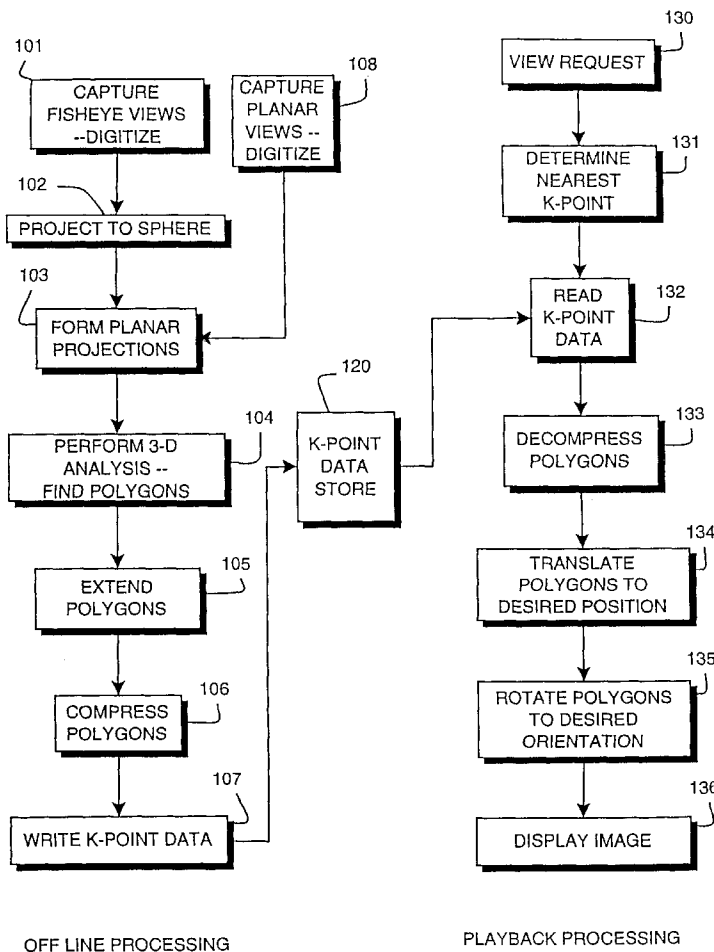 101
CAPTURE
FISHEYE VIEWS
--DIGITIZE
108
CAPTURE
PLANAR
VIEWS --
DIGITIZE
102
PROJECT TO SPHERE
103
FORM PLANAR
PROJECTIONS
104
PERFORM 3-D
ANALYSIS --
FIND POLYGONS
105
EXTEND
POLYGONS
106
COMPRESS
POLYGONS
107
WRITE K-POINT DATA
120
K-POINT
DATA
STORE
130
VIEW REQUEST
131
DETERMINE
NEAREST
K-POINT
132
READ
K-POINT
DATA
133
DECOMPRESS
POLYGONS
134
TRANSLATE
POLYGONS TO
DESIRED POSITION
135
ROTATE POLYGONS
TO DESIRED
ORIENTATION
136
DISPLAY IMAGE
OFF LINE PROCESSING
PLAYBACK PROCESSING